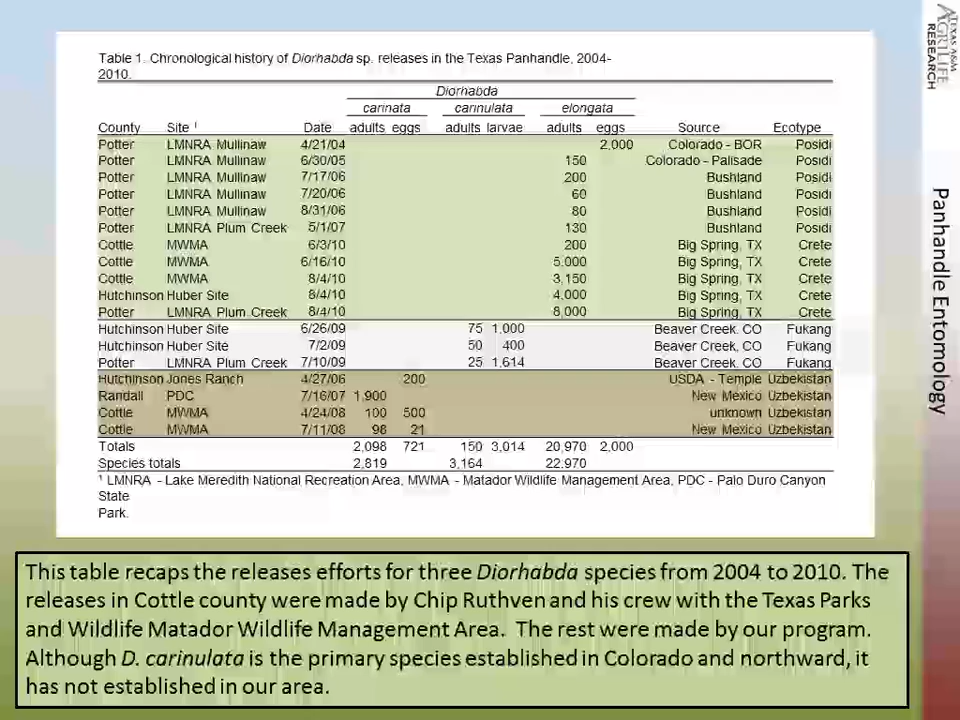 TEXAS A&M
AGRILIFE
RESEARCH
Panhandle Entomology
Table 1. Chronological history of Diorhabda sp. releases in the Texas Panhandle, 2004-
2010.
Diorhabda
carinata carinulata elongata
County Site ¹ Date adults eggs adults larvae adults eggs Source Ecotype
Potter LMNRA Mullinaw 4/21/04 2,000 Colorado - BOR Posidi
Potter LMNRA Mullinaw 6/30/05 150 Colorado - Palisade Posidi
Potter LMNRA Mullinaw 7/17/06 200 Bushland Posidi
Potter LMNRA Mullinaw 7/20/06 60 Bushland Posidi
Potter LMNRA Mullinaw 8/31/06 80 Bushland Posidi
Potter LMNRA Plum Creek 5/1/07 130 Bushland Posidi
Cottle MWMA 6/3/10 200 Big Spring, TX Crete
Cottle MWMA 6/16/10 5,000 Big Spring, TX Crete
Cottle MWMA 8/4/10 3,150 Big Spring, TX Crete
Hutchinson Huber Site 8/4/10 4,000 Big Spring, TX Crete
Potter LMNRA Plum Creek 8/4/10 8,000 Big Spring, TX Crete
Hutchinson Huber Site 6/26/09 75 1,000 Beaver Creek, CO Fukang
Hutchinson Huber Site 7/2/09 50 400 Beaver Creek, CO Fukang
Potter LMNRA Plum Creek 7/10/09 25 1,614 Beaver Creek, CO Fukang
Hutchinson Jones Ranch 4/27/06 200 USDA - Temple Uzbekistan
Randall PDC 7/16/07 1,900 New Mexico Uzbekistan
Cottle MWMA 4/24/08 100 500 unknown Uzbekistan
Cottle MWMA 7/11/08 98 21 New Mexico Uzbekistan
Totals 2,098 721 150 3,014 20,970 2,000
Species totals 2,819 3,164 22,970
¹ LMNRA - Lake Meredith National Recreation Area, MWMA - Matador Wildlife Management Area, PDC - Palo Duro Canyon
State
Park.
This table recaps the releases efforts for three Diorhabda species from 2004 to 2010. The
releases in Cottle county were made by Chip Ruthven and his crew with the Texas Parks
and Wildlife Matador Wildlife Management Area. The rest were made by our program.
Although D. carinulata is the primary species established in Colorado and northward, it
has not established in our area.